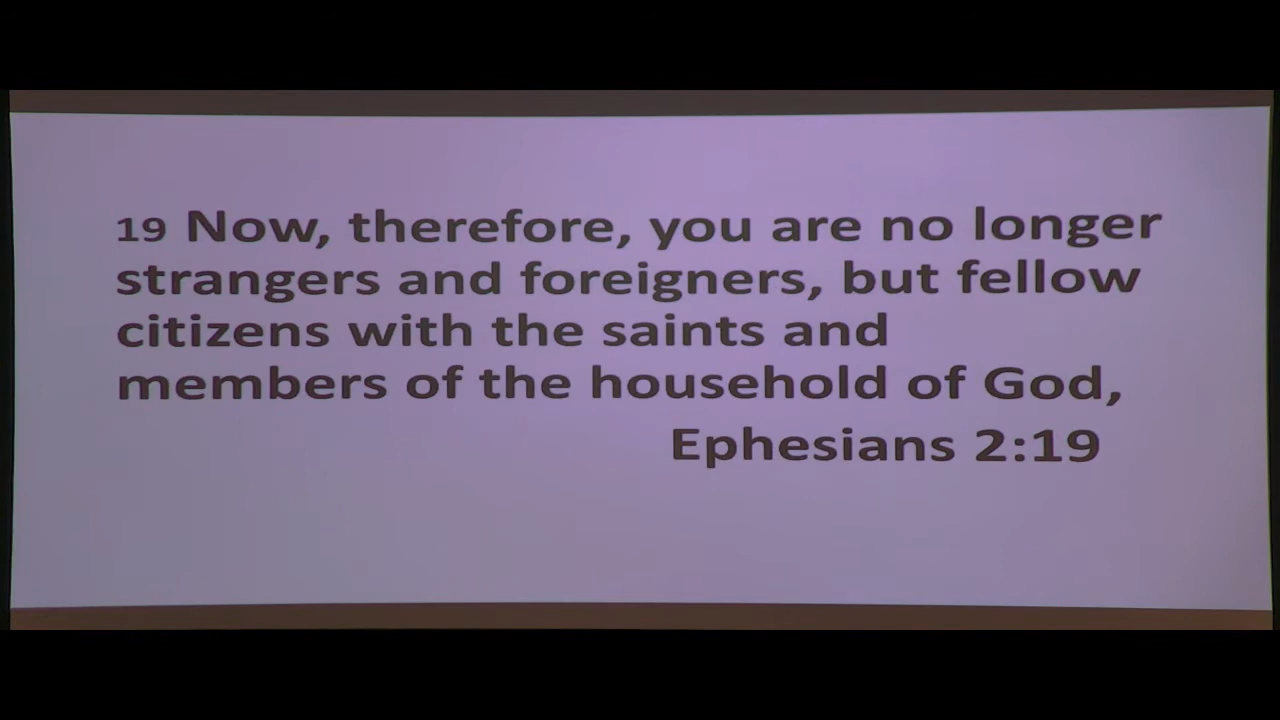 19 Now, therefore, you are no longer
strangers and foreigners, but fellow
citizens with the saints and
members of the household of God,
Ephesians 2:19